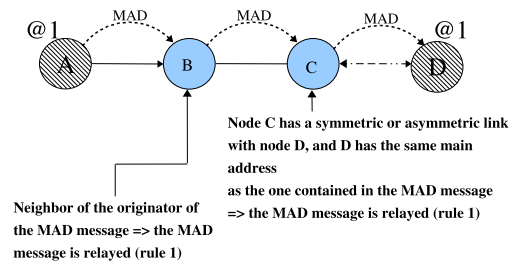 @1 MAD MAD MAD @1
A B C D
Node C has a symmetric or asymmetric link
with node D, and D has the same main
address
as the one contained in the MAD message
=> the MAD message is relayed (rule 1)
Neighbor of the originator of
the MAD message => the MAD
message is relayed (rule 1)